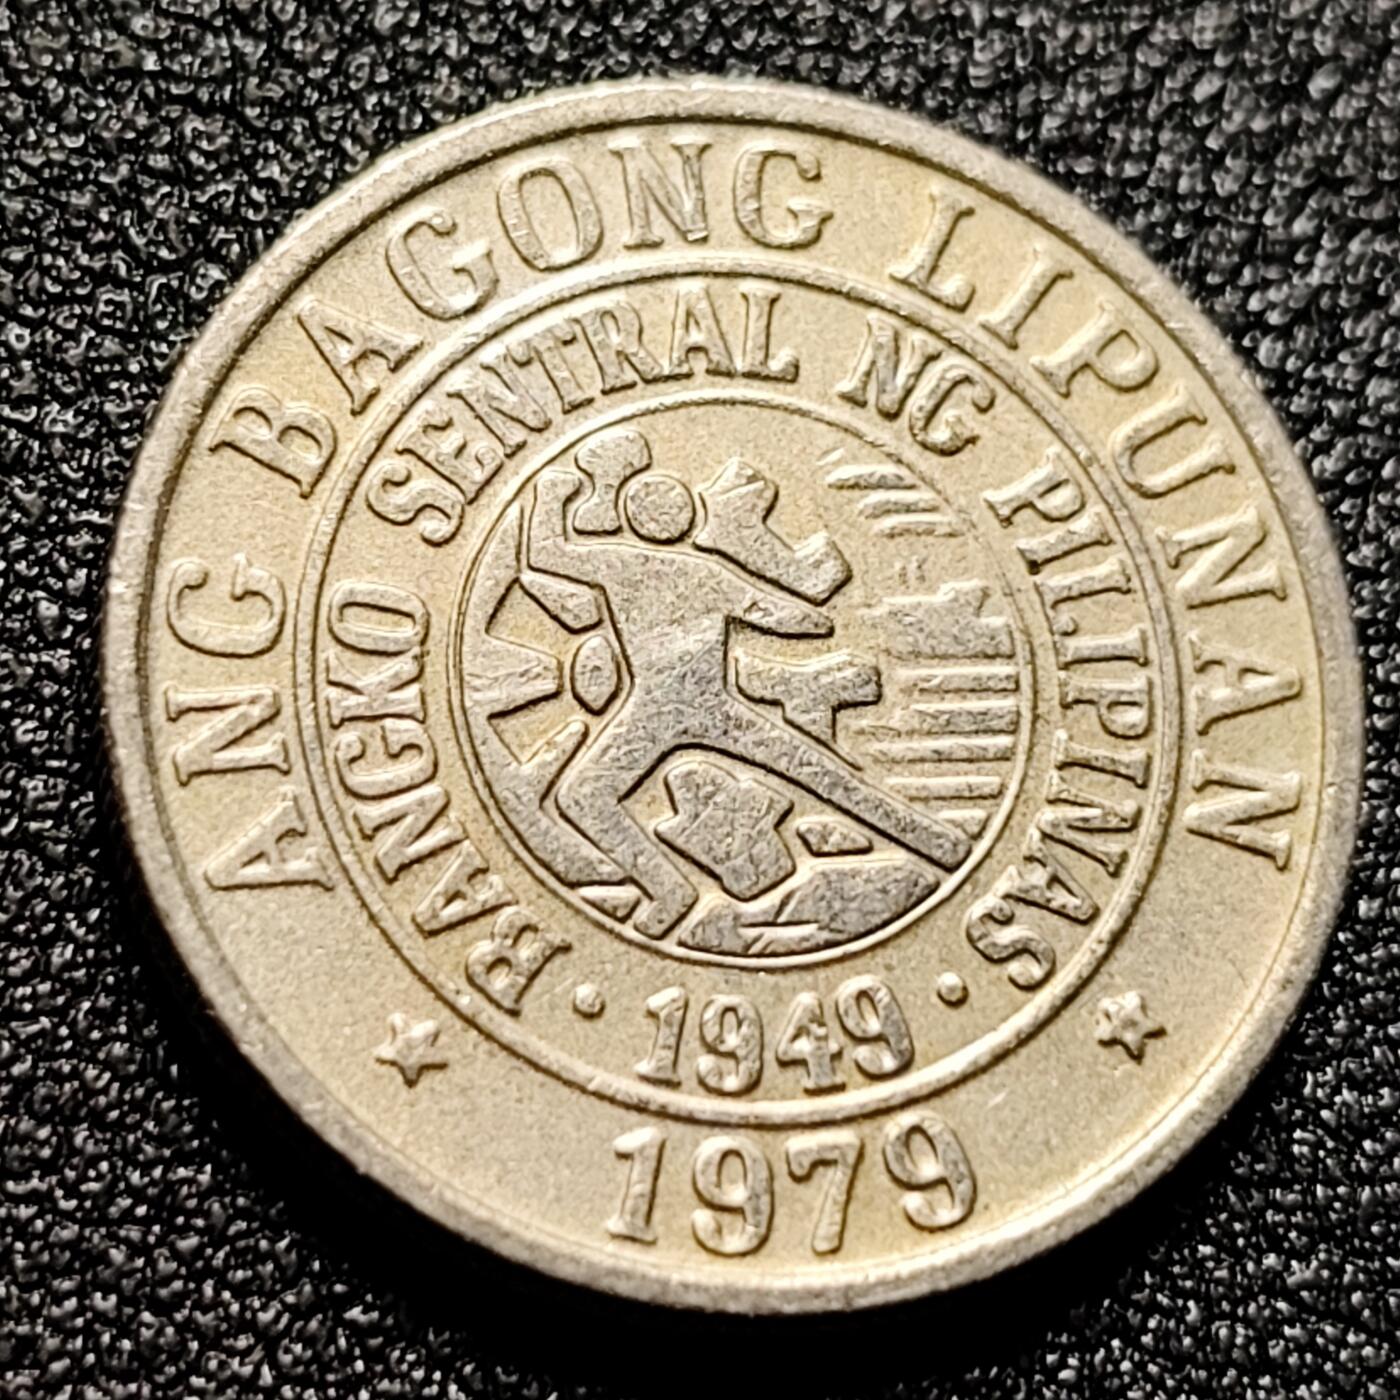 ANG BAGONG LIPUNAN
BANGKO SENTRAL NG PILIPINAS
· 1949 ·
1979